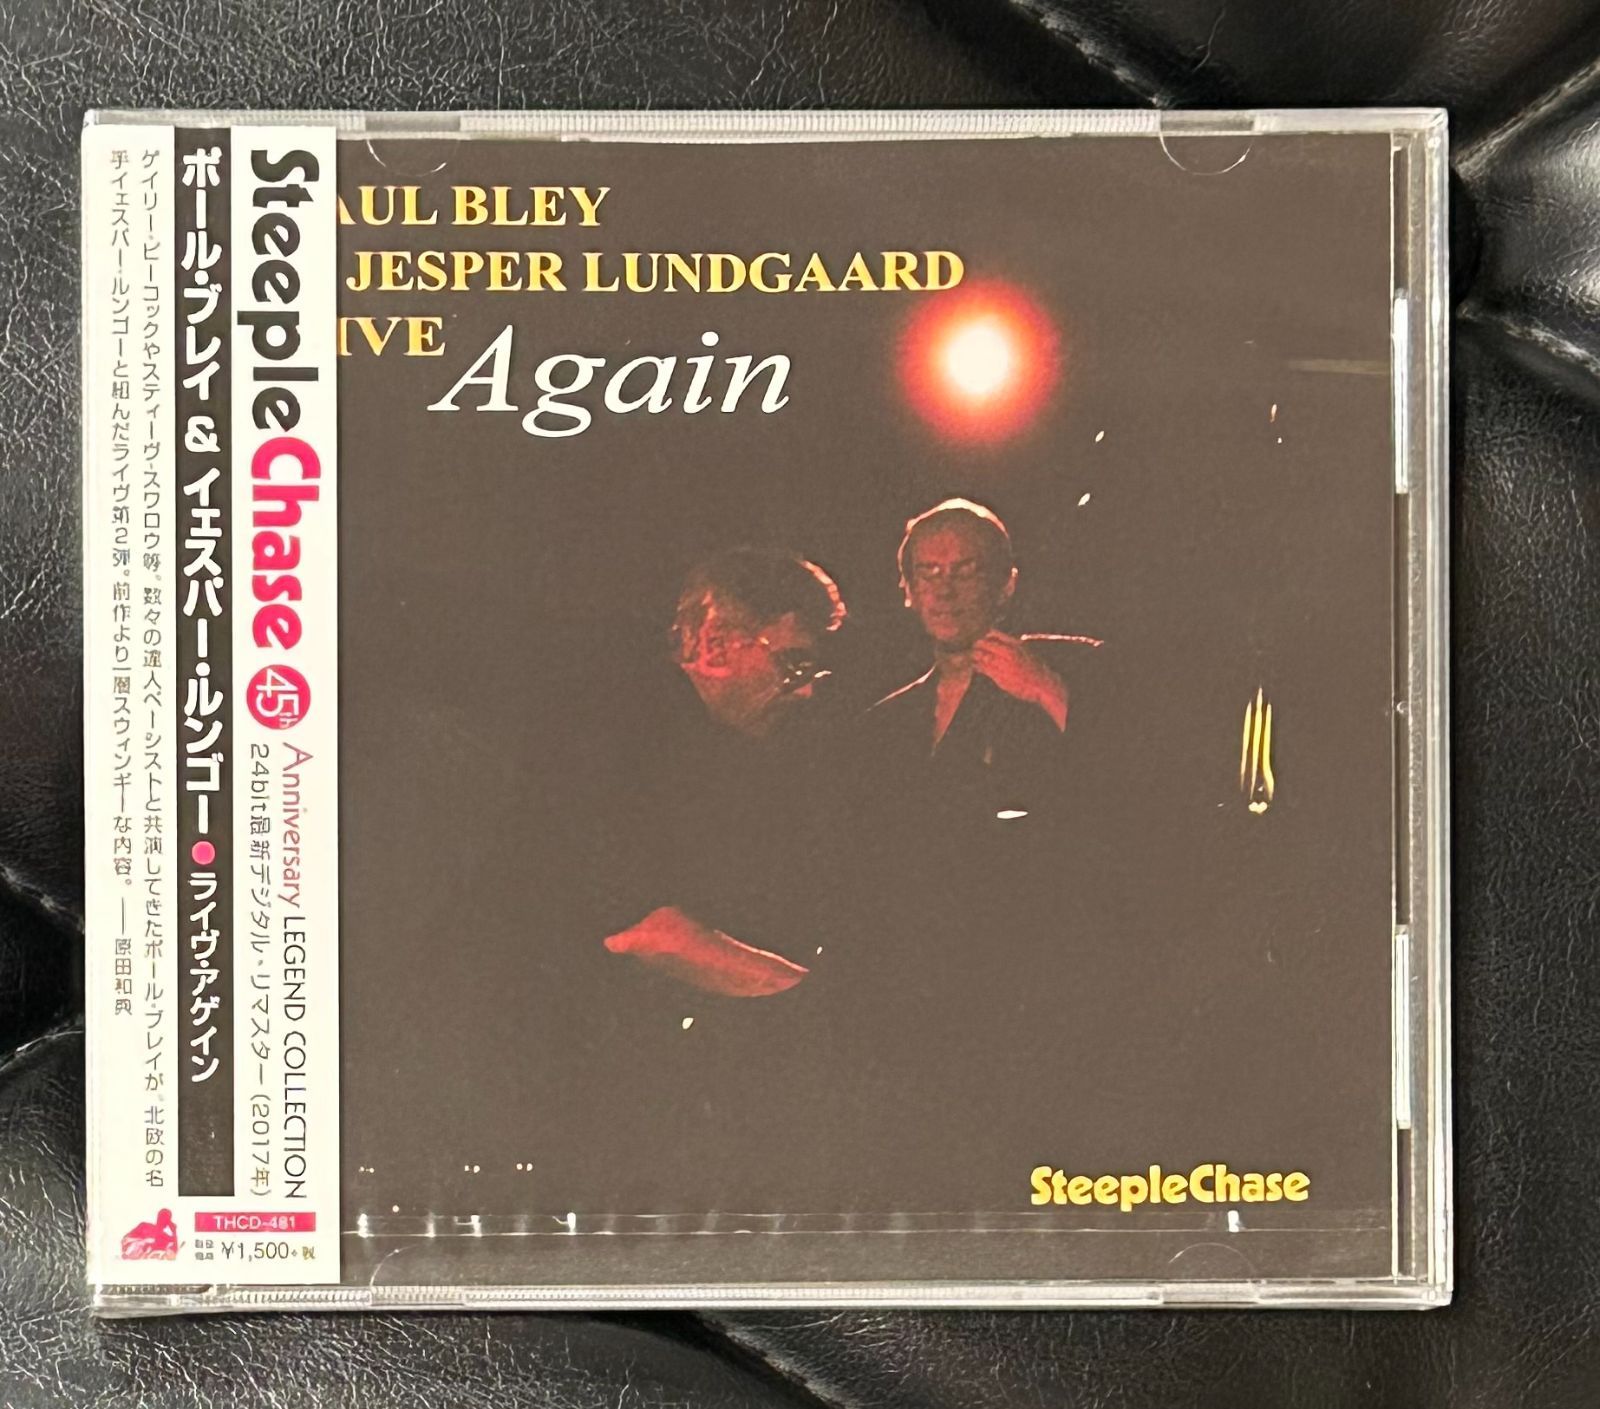 AUL BLEY
JESPER LUNDGAARD
IVE Again
SteepleChase
SteepleChase 45th Anniversary LEGEND COLLECTION
24bit最新デジタル・リマスター(2017年)
ポール・ブレイ & イエスパー・ルンゴー●ライヴ・アゲイン
ゲイリー・ピーコックやスティーヴ・スワロウ等。数々の達人ベーシストと共演してきたポール・ブレイが、北欧の名
手イェスパー・ルンゴーと組んだライヴ第2弾。前作より一層スウィンギーな内容。──原田和典
THCD-481
¥1,500+税